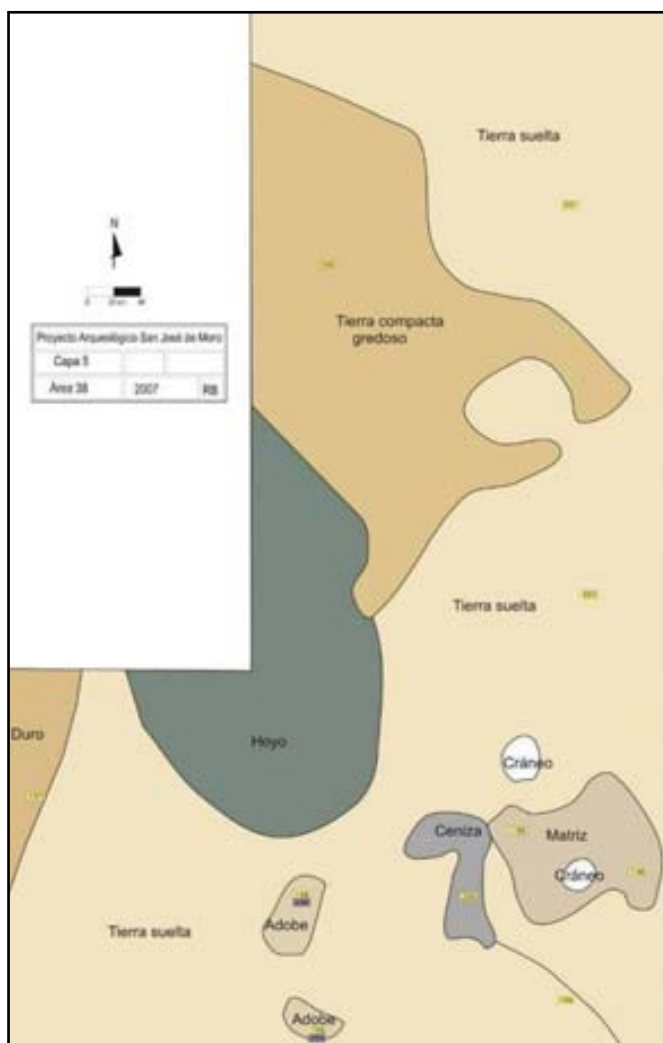 Tierra suelta
N
Tierra compacta
gredoso
Proyecto Arqueológico San José de Moro
Capa 5
Área 38 2007 RB
Tierra suelta
Duro
Hoyo
Cráneo
Ceniza
Matriz
Cráneo
Adobe
Tierra suelta
Adobe